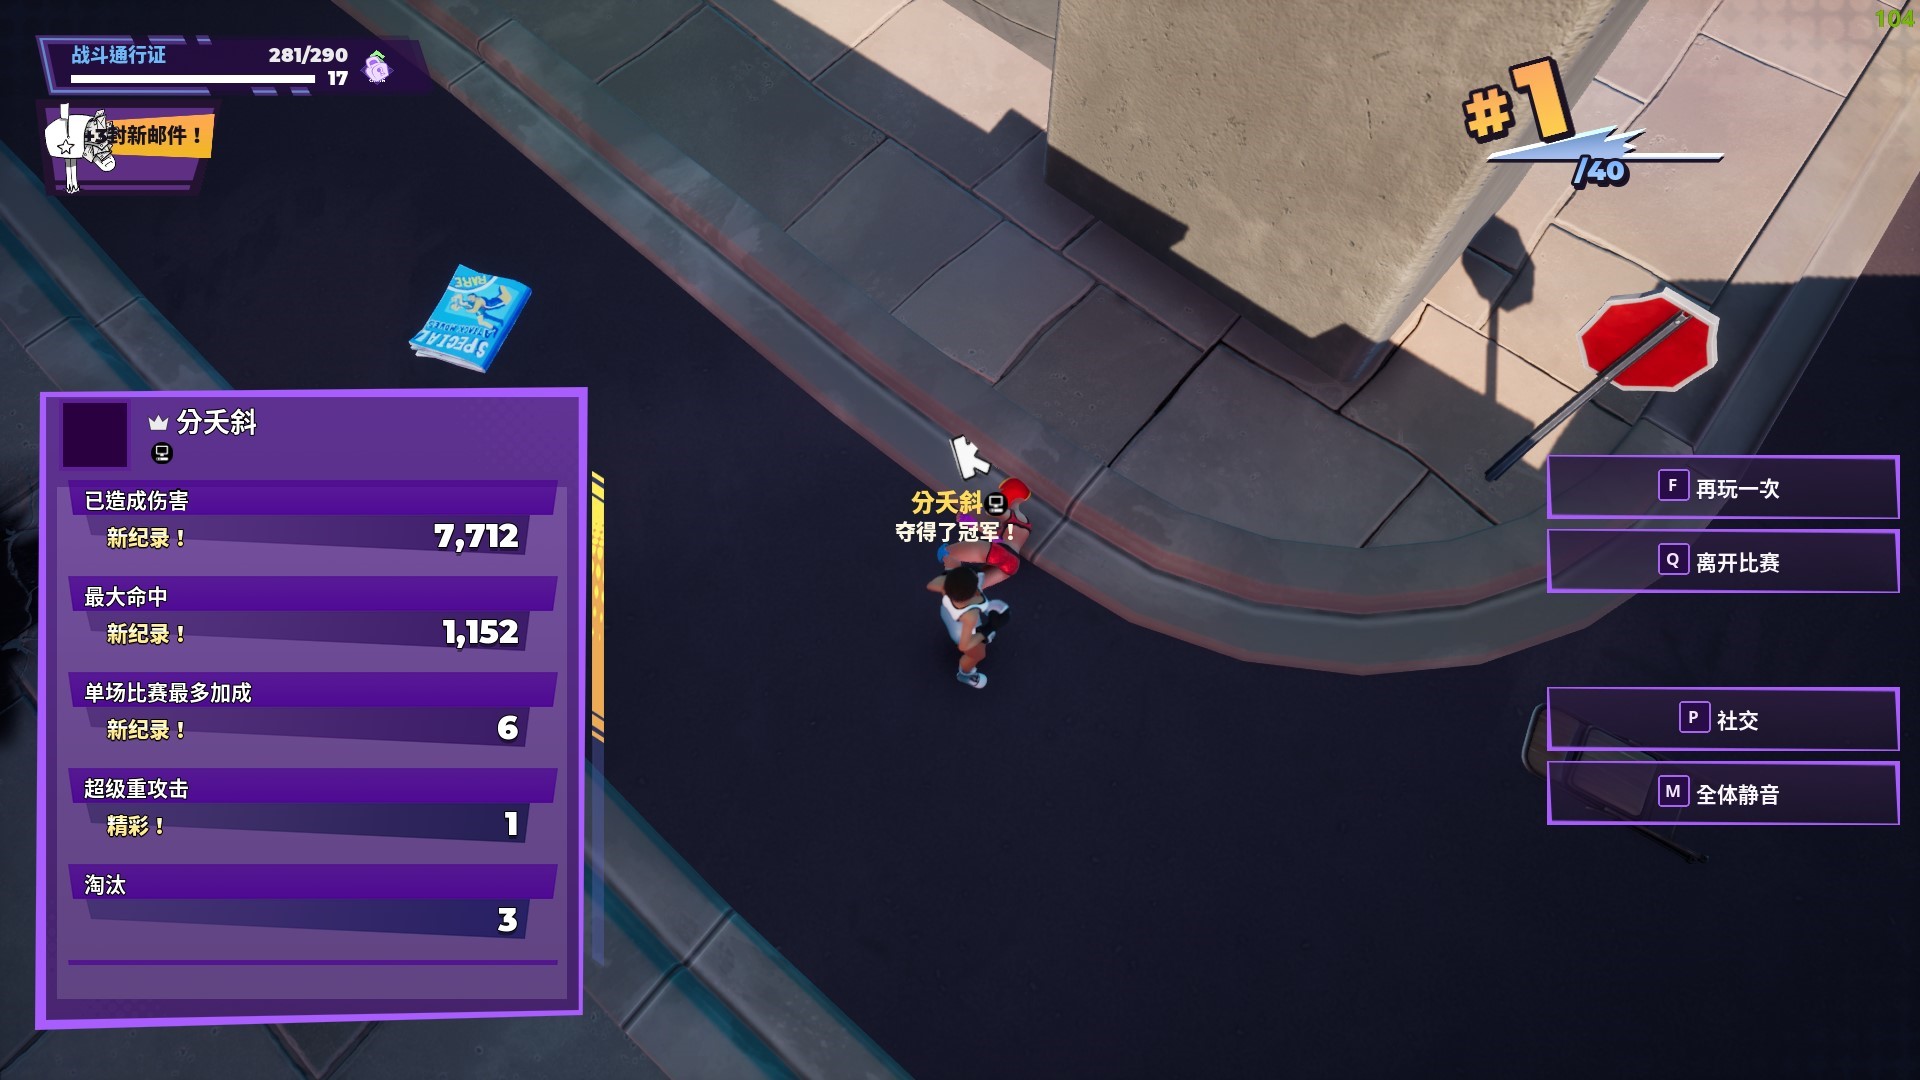 104
战斗通行证
281/290
17
+3封新邮件！
#1
/40
RARE
SPECIAL
ATTACK MOVES
分天斜
已造成伤害
新纪录！
7,712
最大命中
新纪录！
1,152
单场比赛最多加成
新纪录！
6
超级重攻击
精彩！
1
淘汰
3
分天斜
夺得了冠军！
F 再玩一次
Q 离开比赛
P 社交
M 全体静音